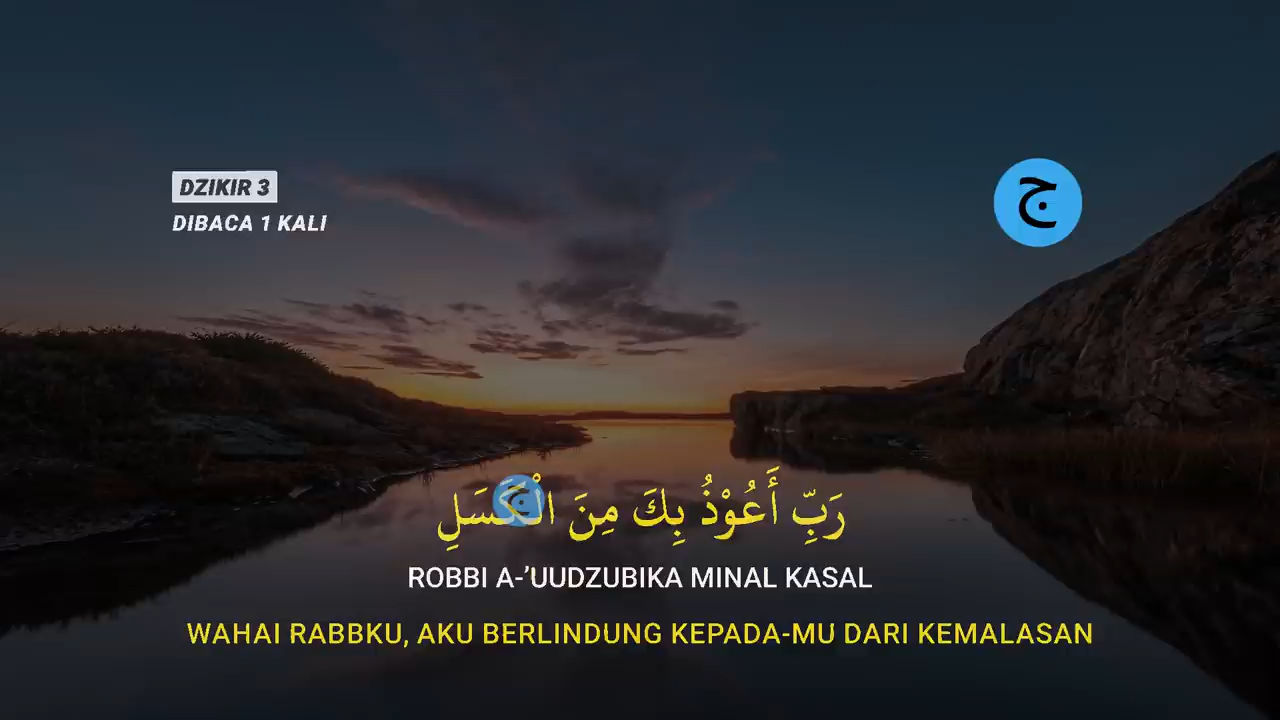 DZIKIR 3
DIBACA 1 KALI
ج
رَبِّ أَعُوْذُ بِكَ مِنَ الْكَسَلِ
ROBBI A-'UUDZUBIKA MINAL KASAL
WAHAI RABBKU, AKU BERLINDUNG KEPADA-MU DARI KEMALASAN